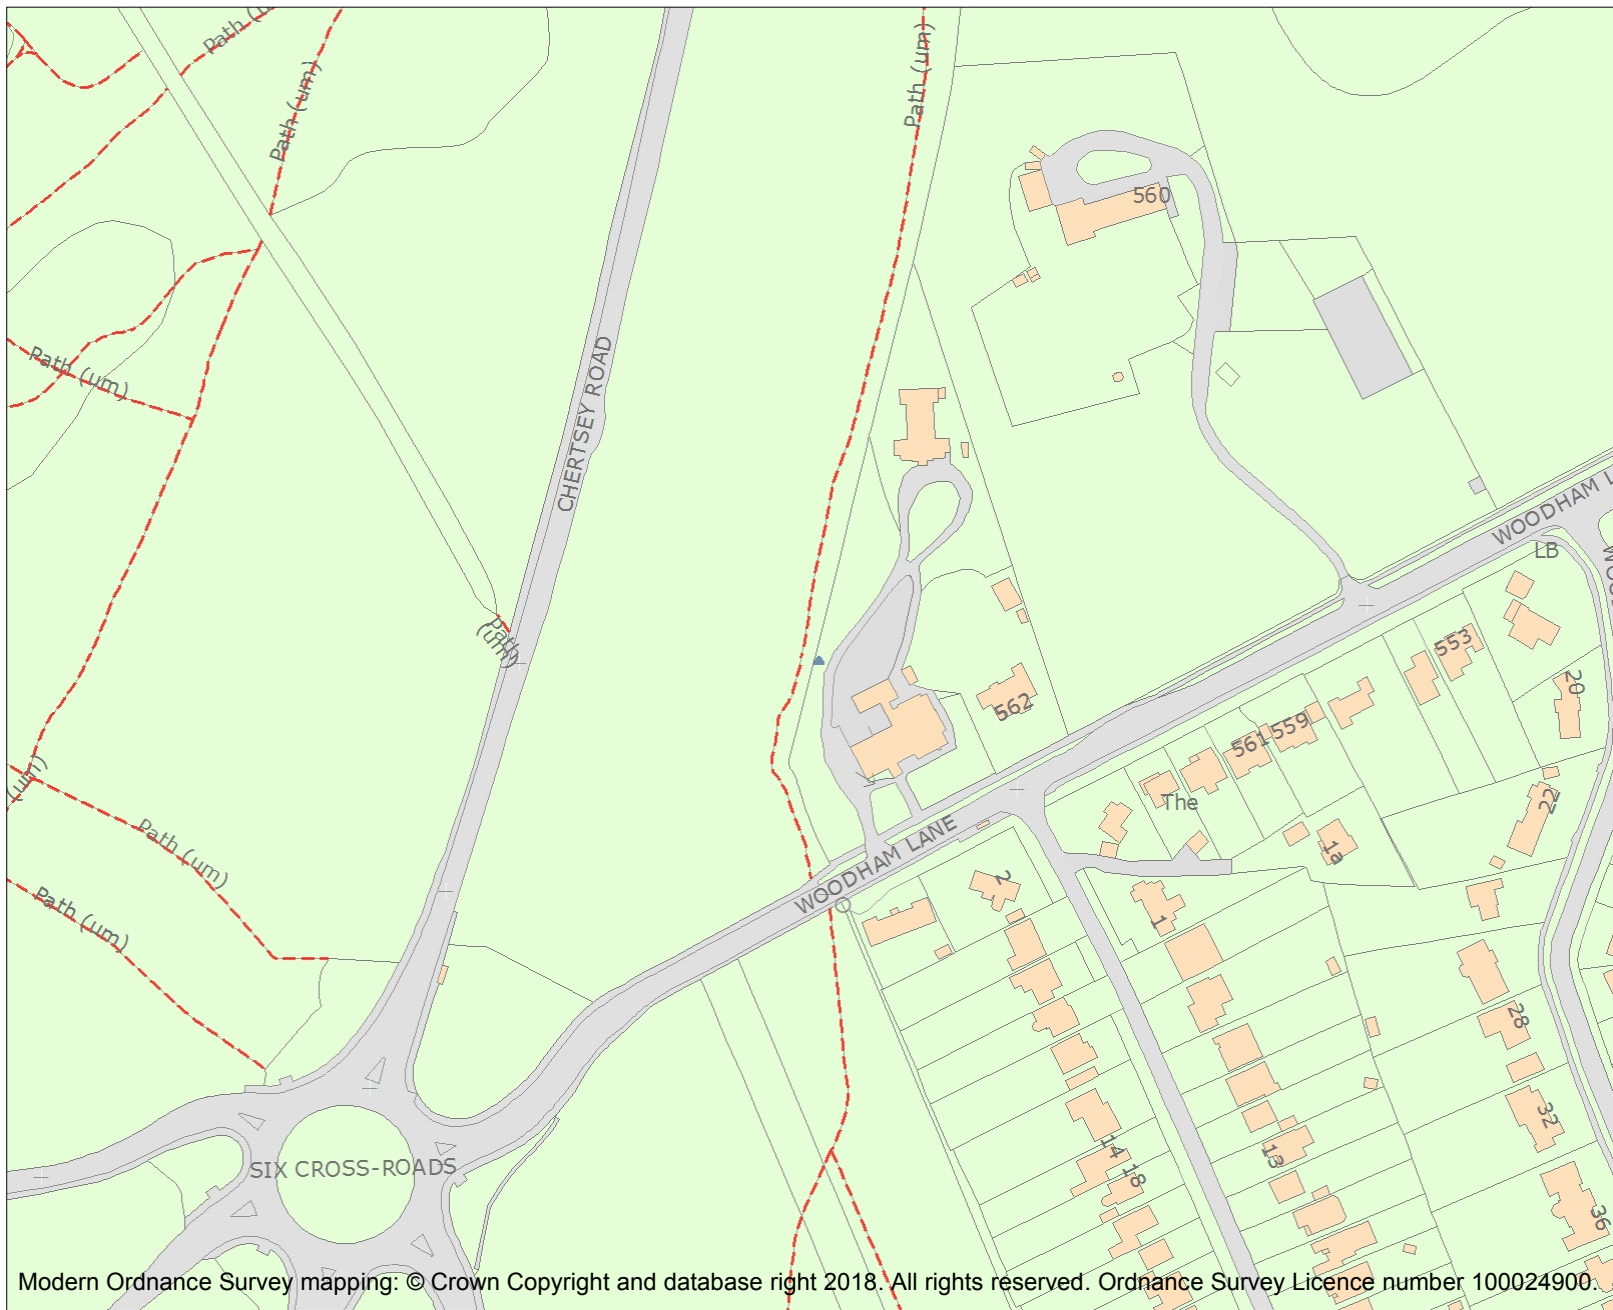 Path (u
Path (um)
Path (um)
560
Path (um)
CHERTSEY ROAD
WOODHAM L
LB
WOO
Path
(um)
553
20
562
561
559
(um)
The
22
Path (um)
WOODHAM LANE
1a
2
Path (um)
1
28
32
14
18
13
SIX CROSS-ROADS
36
Modern Ordnance Survey mapping: © Crown Copyright and database right 2018. All rights reserved. Ordnance Survey Licence number 100024900.